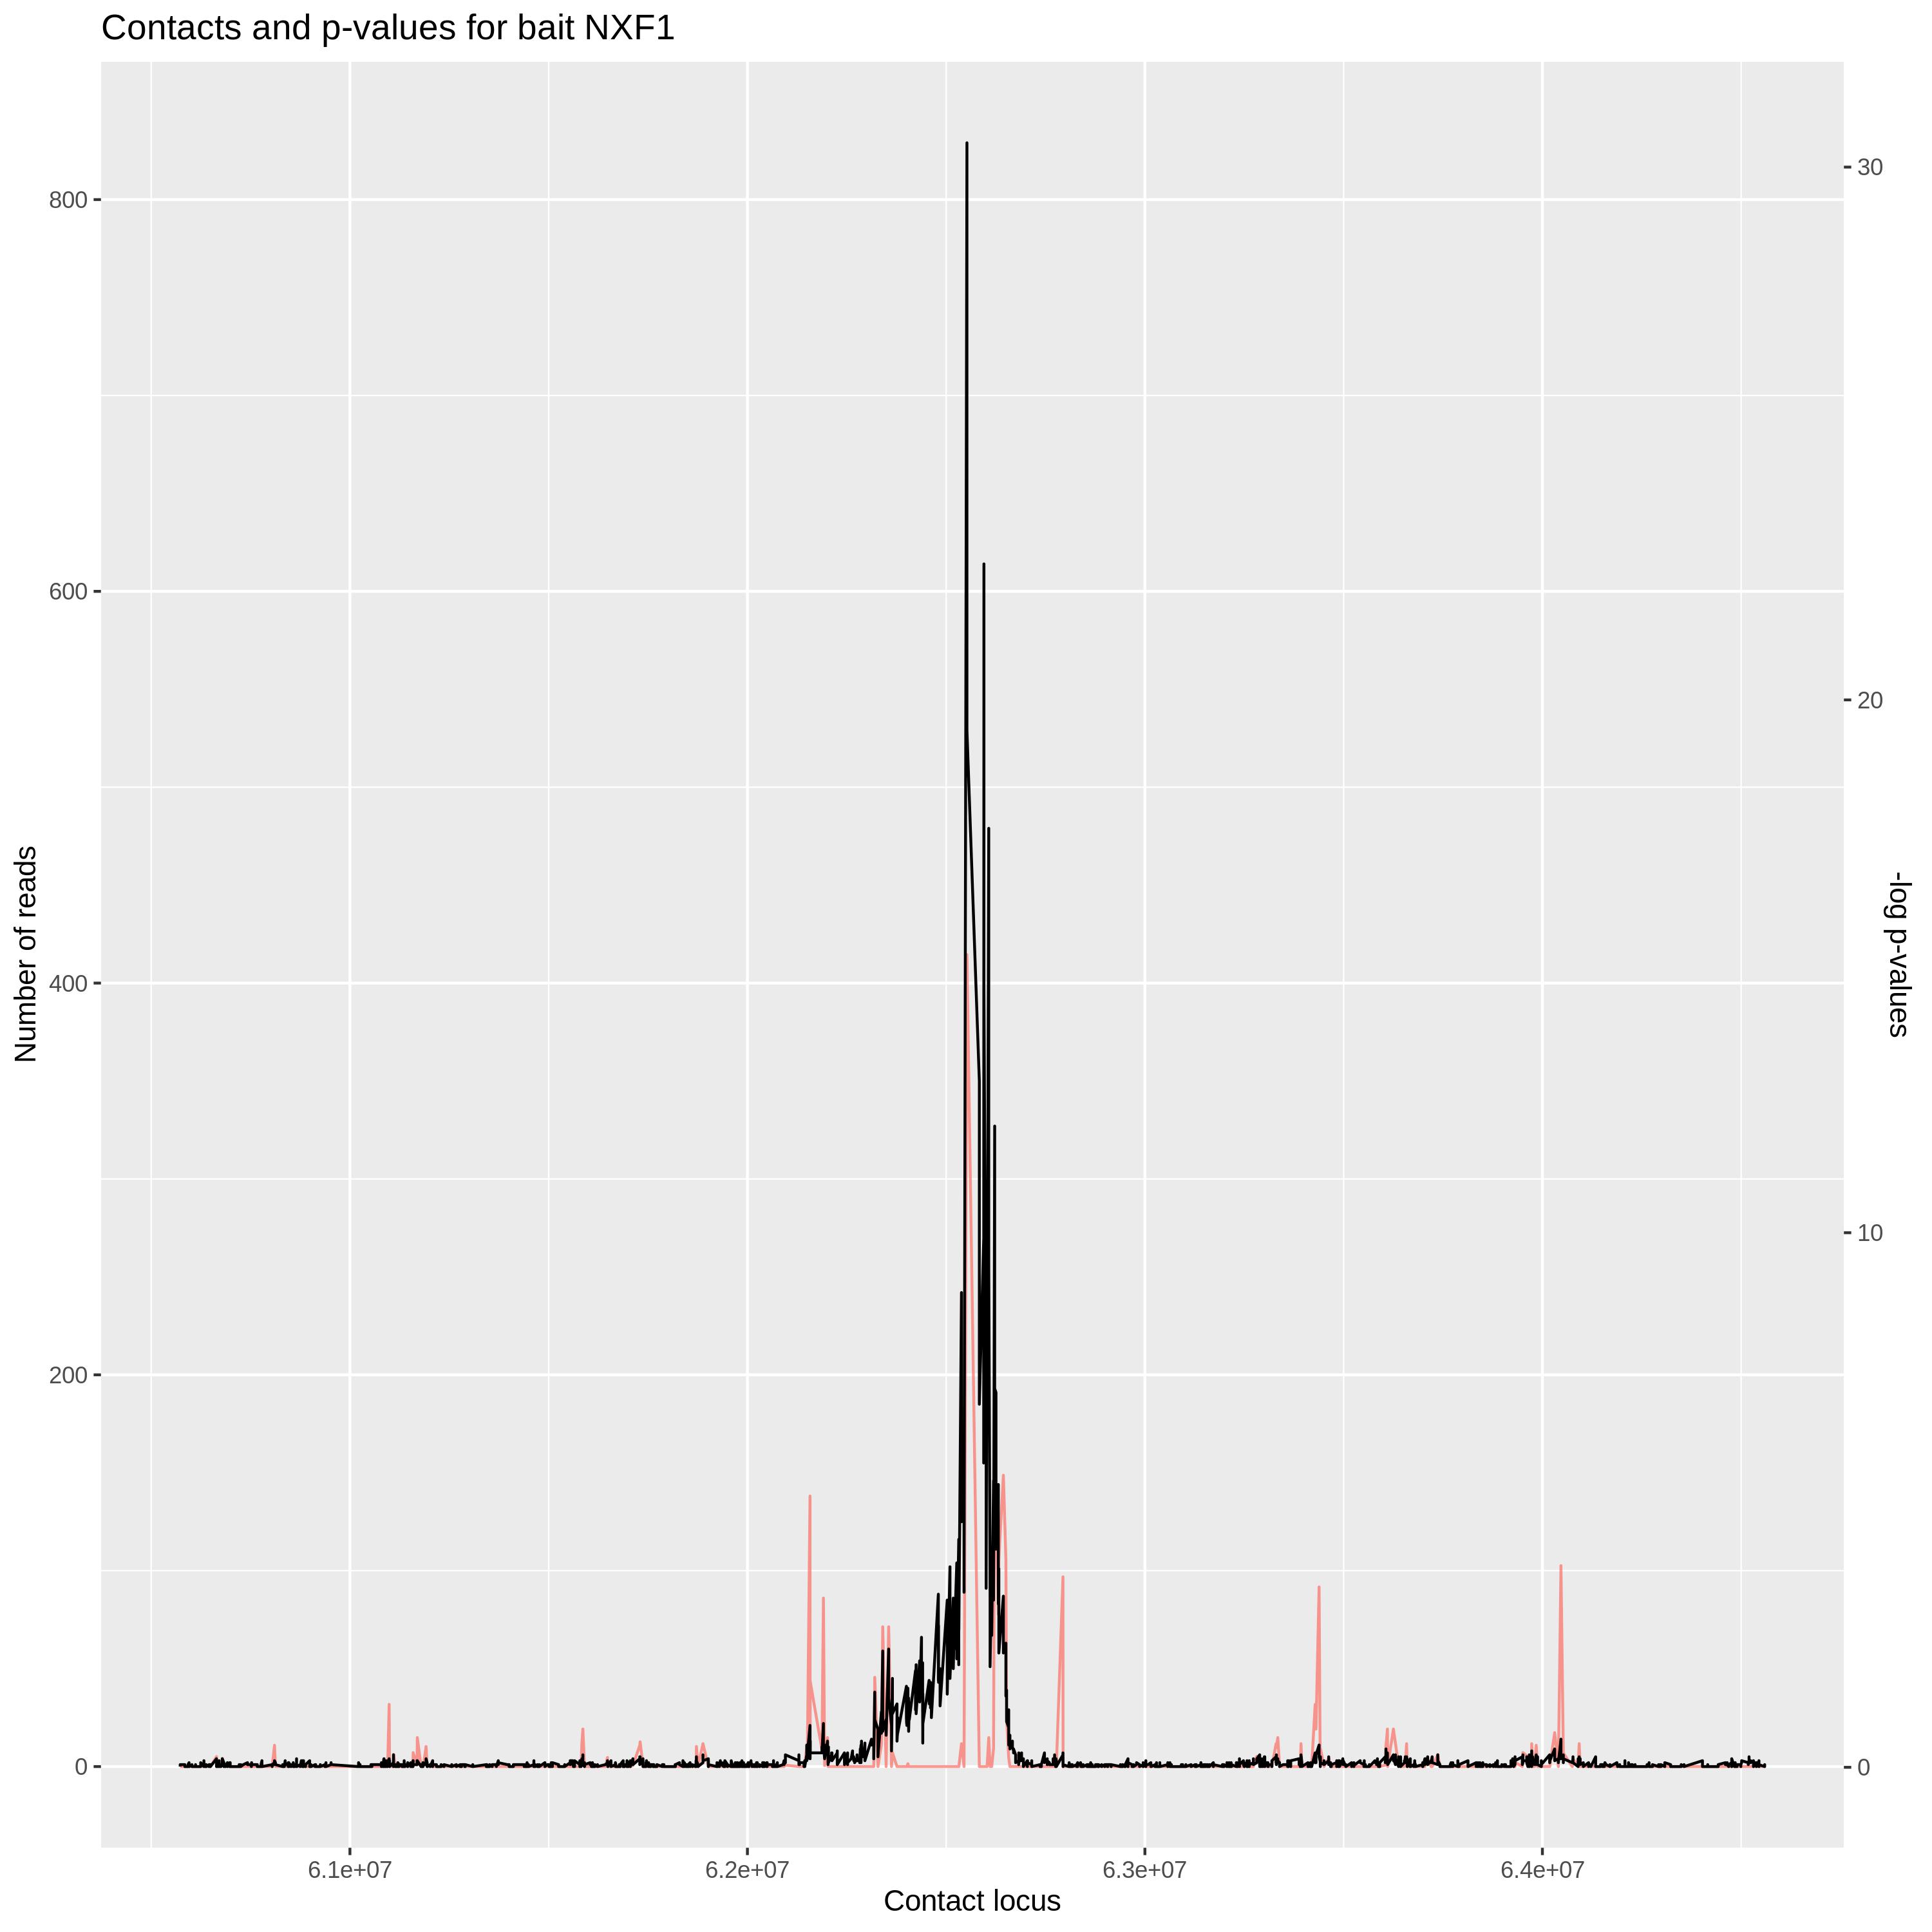 Contacts and p-values for bait NXF1
800
600
400
200
0
Number of reads
30
20
10
0
-log p-values
6.1e+07
6.2e+07
6.3e+07
6.4e+07
Contact locus